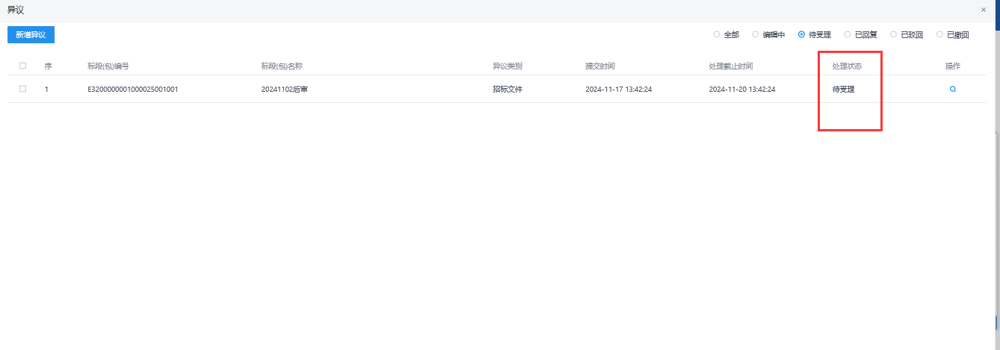 异议
×
新增异议 全部 编辑中 待受理 已回复 已驳回 已撤回
序 标段(包)编号 标段(包)名称 异议类别 提交时间 处理截止时间 处理状态 操作
1 E3200000001000025001001 20241102后审 招标文件 2024-11-17 13:42:24 2024-11-20 13:42:24 待受理